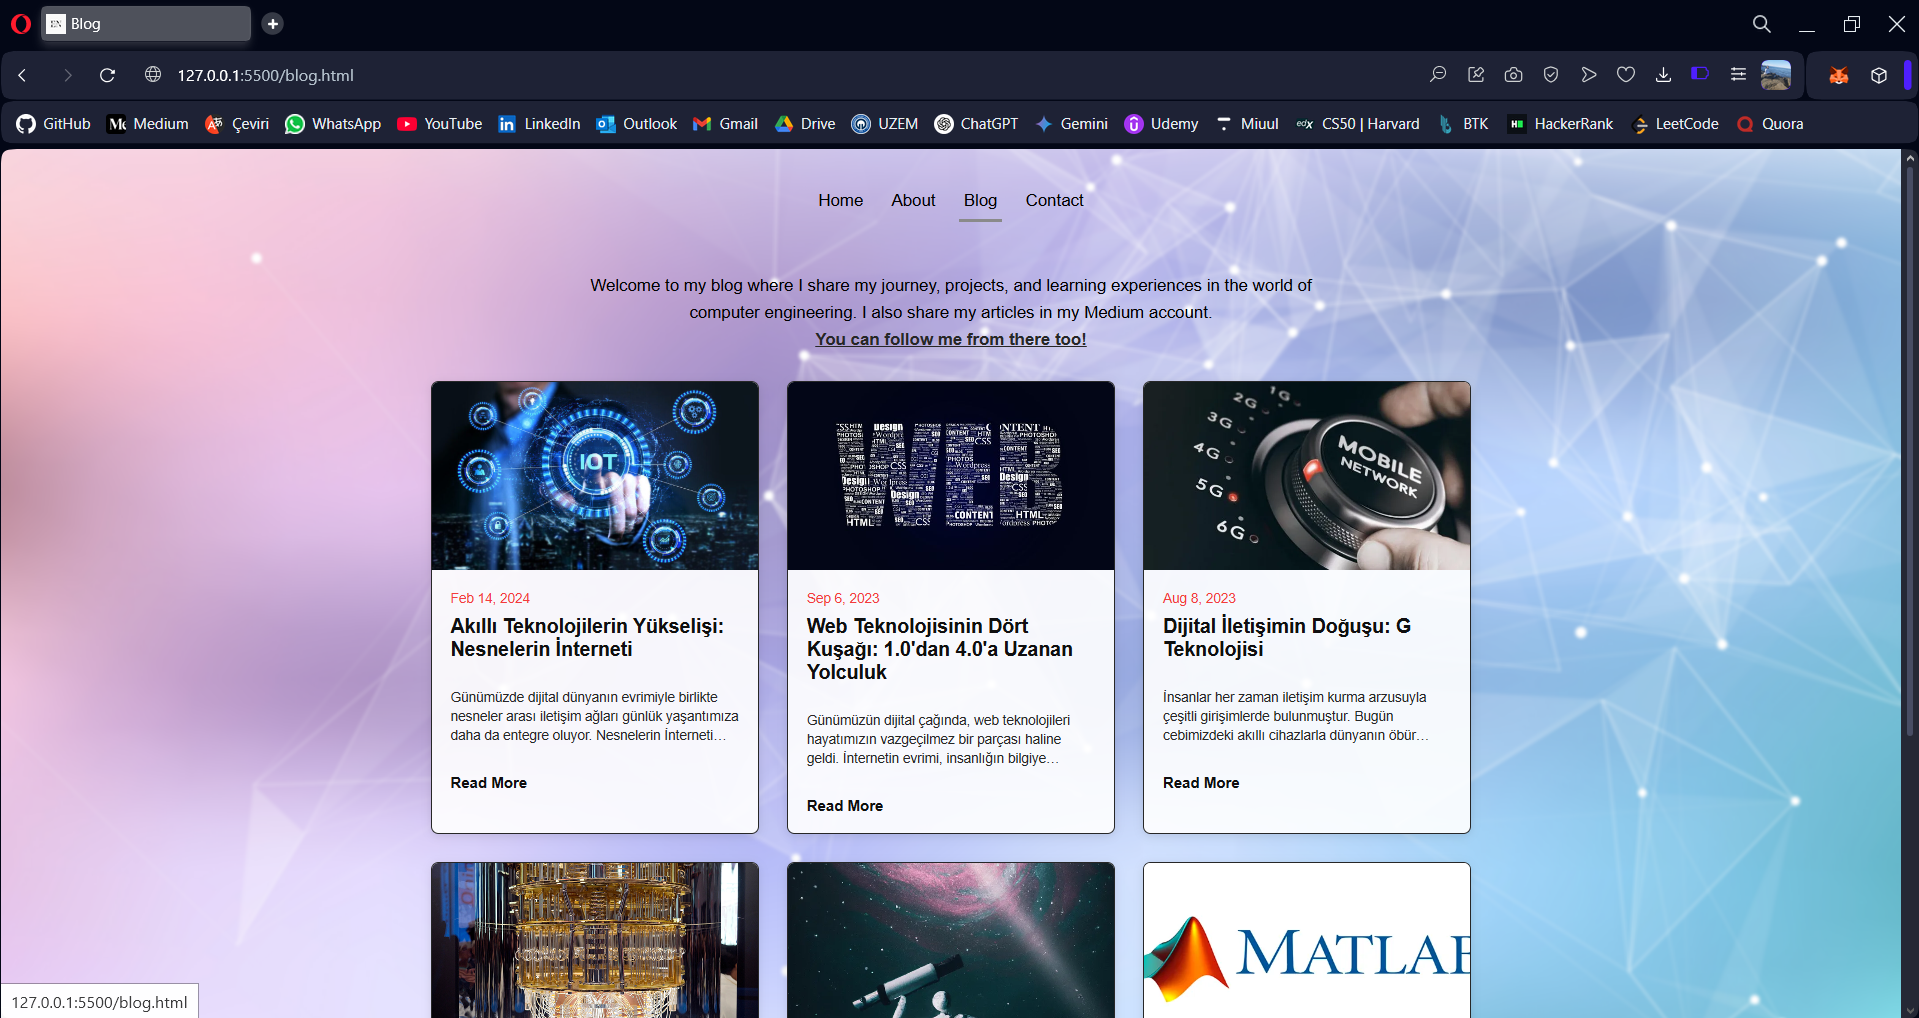 Blog
127.0.0.1:5500/blog.html
GitHub
Medium
Çeviri
WhatsApp
YouTube
LinkedIn
Outlook
Gmail
Drive
UZEM
ChatGPT
Gemini
Udemy
Miuul
edX CS50 | Harvard
BTK
HackerRank
LeetCode
Quora
Home
About
Blog
Contact
Welcome to my blog where I share my journey, projects, and learning experiences in the world of
computer engineering. I also share my articles in my Medium account.
You can follow me from there too!
IOT
WEB
1G
2G
3G
4G
5G
6G
MOBILE
NETWORK
Feb 14, 2024
Akıllı Teknolojilerin Yükselişi:
Nesnelerin İnterneti
Günümüzde dijital dünyanın evrimiyle birlikte
nesneler arası iletişim ağları günlük yaşantımıza
daha da entegre oluyor. Nesnelerin İnterneti…
Read More
Sep 6, 2023
Web Teknolojisinin Dört
Kuşağı: 1.0'dan 4.0'a Uzanan
Yolculuk
Günümüzün dijital çağında, web teknolojileri
hayatımızın vazgeçilmez bir parçası haline
geldi. İnternetin evrimi, insanlığın bilgiye…
Read More
Aug 8, 2023
Dijital İletişimin Doğuşu: G
Teknolojisi
İnsanlar her zaman iletişim kurma arzusuyla
çeşitli girişimlerde bulunmuştur. Bugün
cebimizdeki akıllı cihazlarla dünyanın öbür…
Read More
MATLAB
127.0.0.1:5500/blog.html